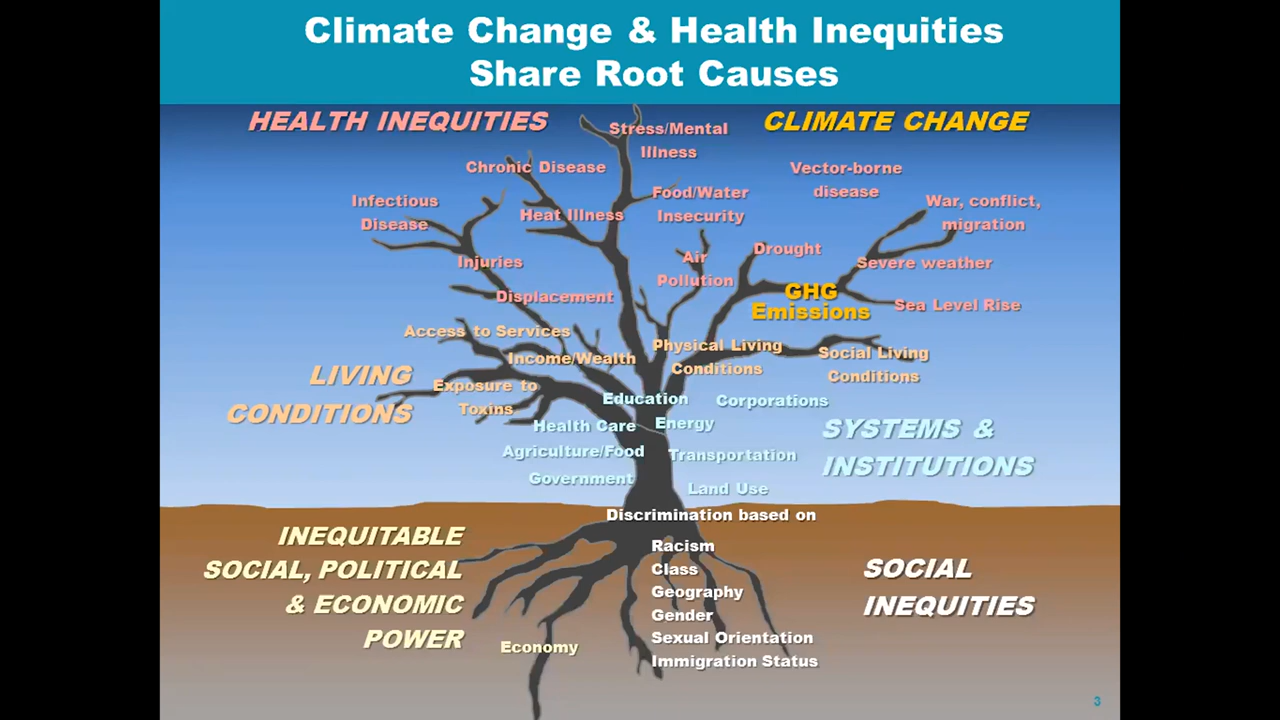 Climate Change & Health Inequities
Share Root Causes
HEALTH INEQUITIES
CLIMATE CHANGE
Stress/Mental
Illness
Chronic Disease
Vector-borne
disease
Infectious
Disease
Food/Water
Insecurity
War, conflict,
migration
Heat Illness
Injuries
Air
Pollution
Drought
Severe weather
Displacement
GHG
Emissions
Sea Level Rise
Access to Services
Income/Wealth
Physical Living
Conditions
Social Living
Conditions
LIVING
CONDITIONS
Exposure to
Toxins
Education
Corporations
Health Care
Energy
SYSTEMS &
INSTITUTIONS
Agriculture/Food
Transportation
Government
Land Use
Discrimination based on
Racism
Class
Geography
Gender
Sexual Orientation
Immigration Status
INEQUITABLE
SOCIAL, POLITICAL
& ECONOMIC
POWER
SOCIAL
INEQUITIES
Economy
3